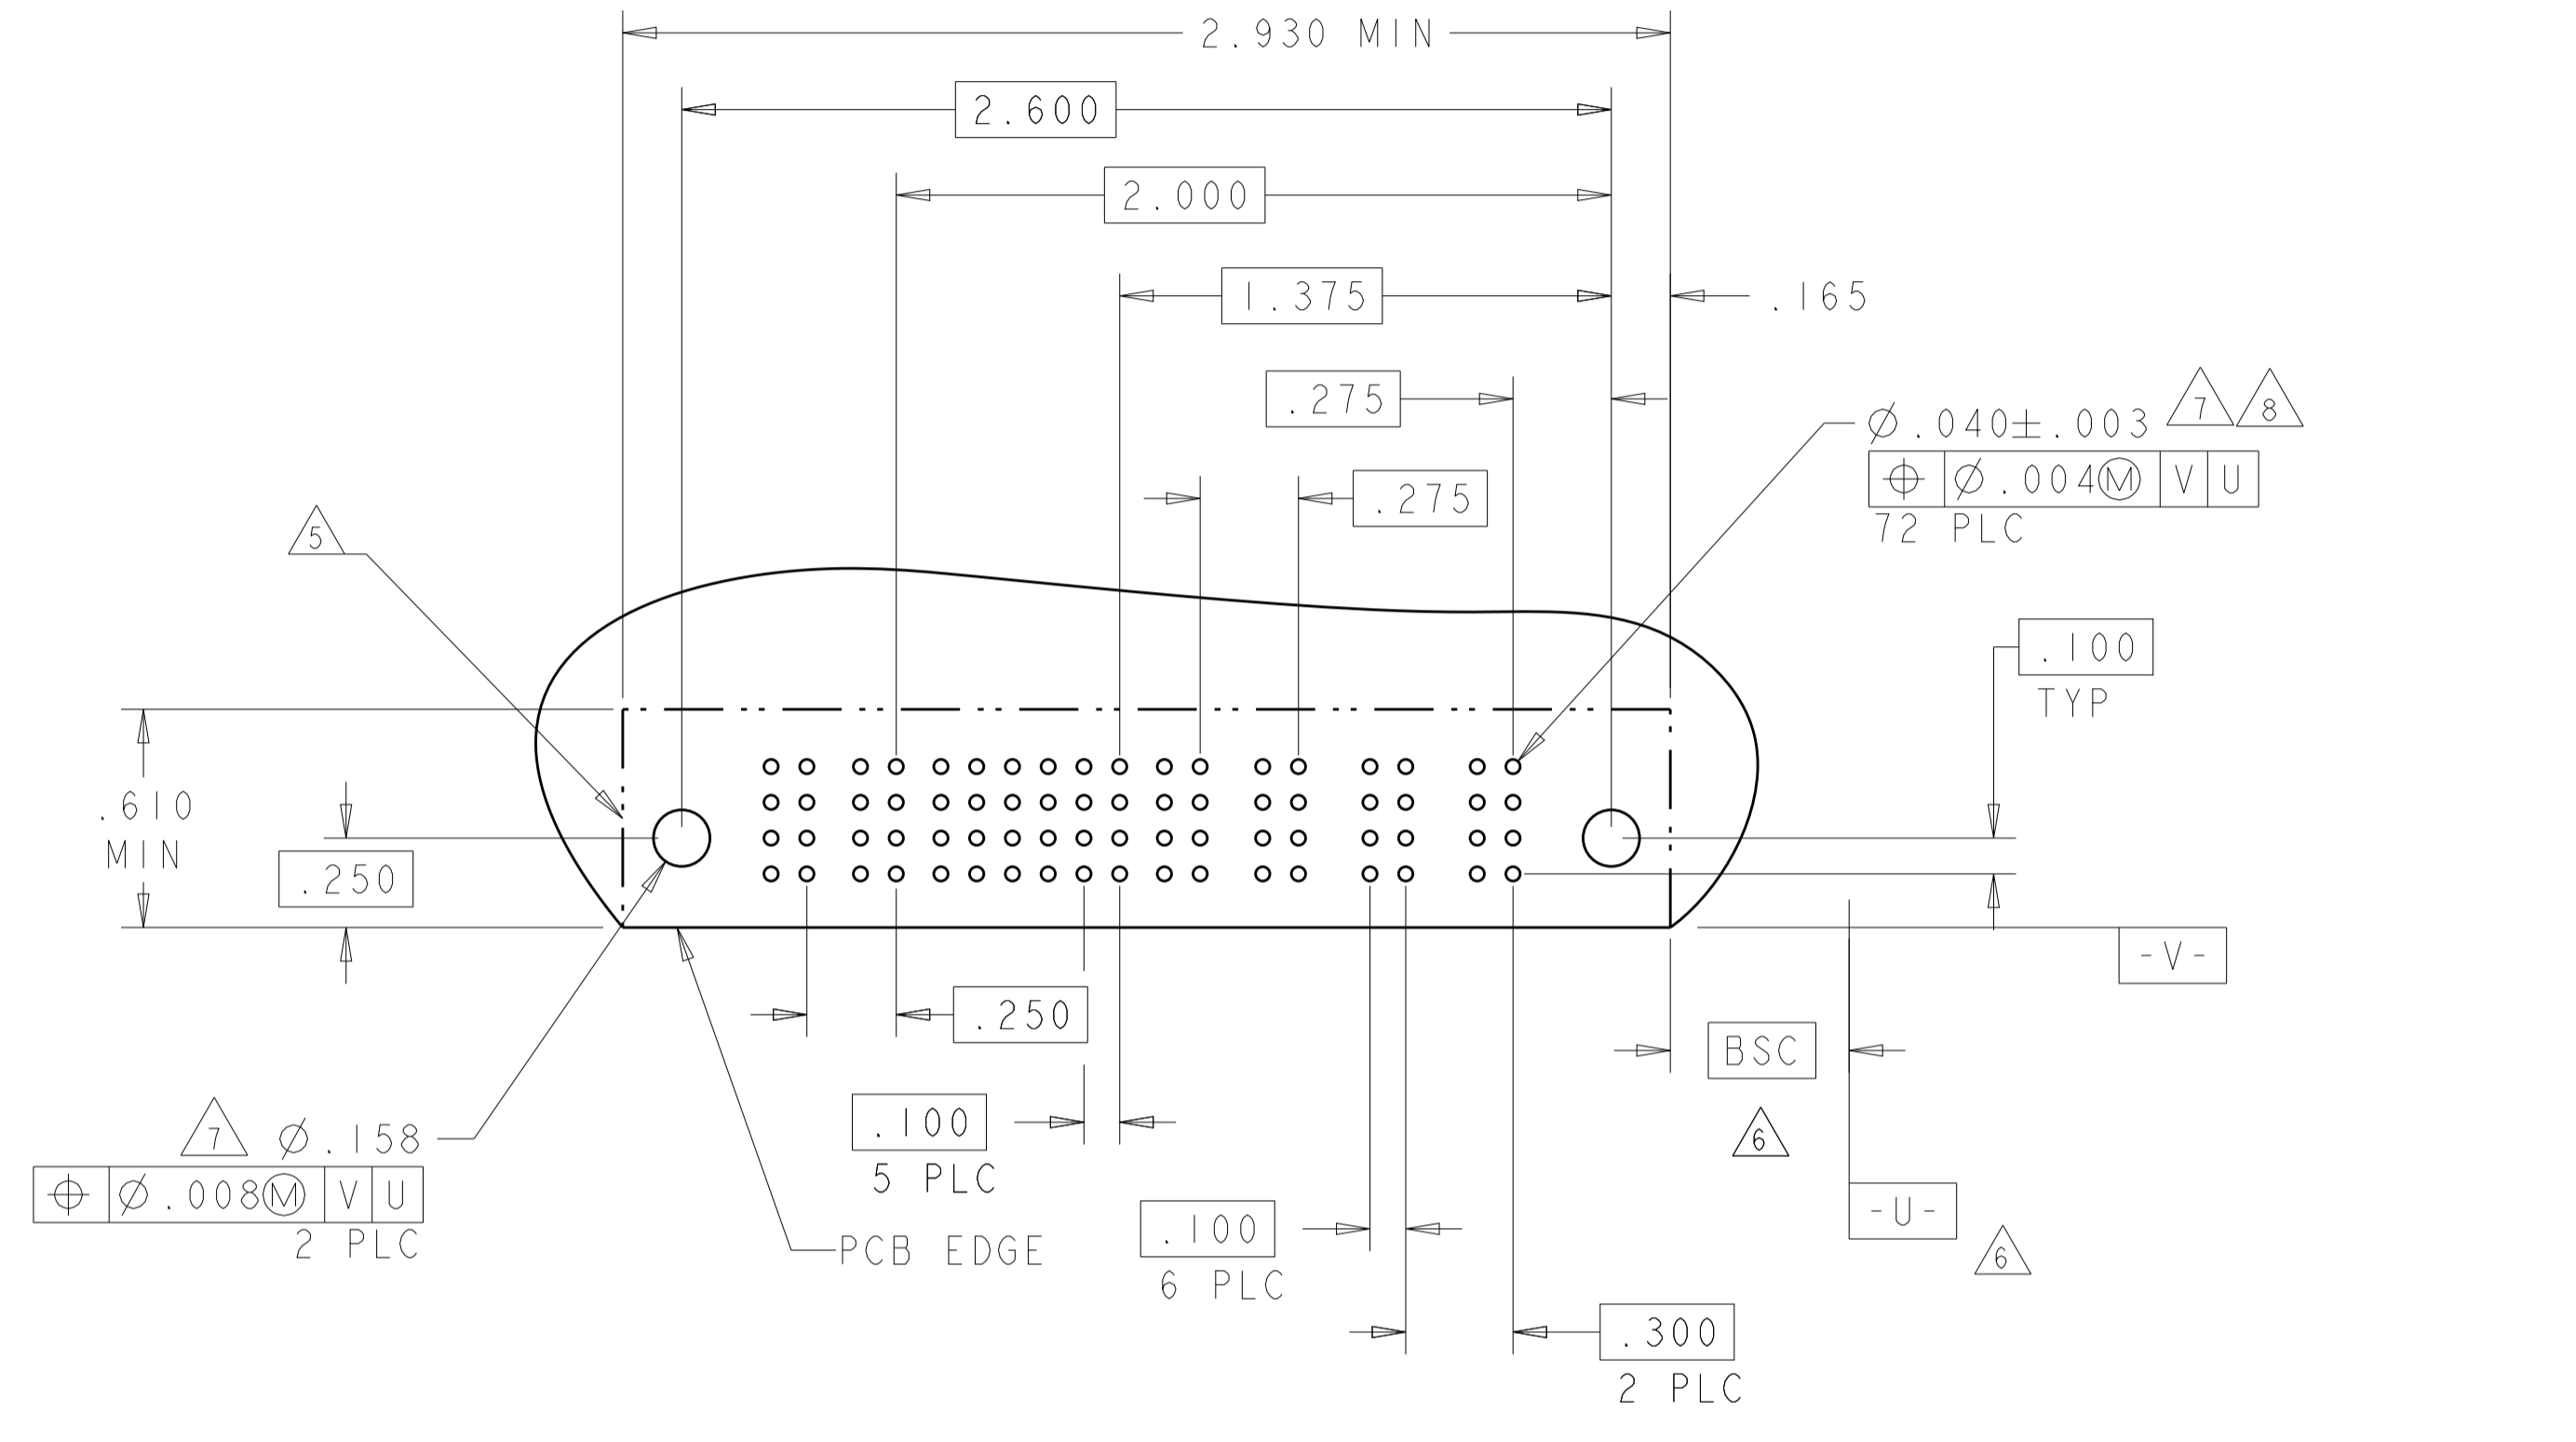 2.930 MIN
2.600
2.000
1.375
.165
.275
⌀.040±.003 7 8
⌖ ⌀.004Ⓜ V U
72 PLC
.275
5
.100
TYP
.610
MIN
.250
-V-
.250
BSC
6
7 ⌀.158
⌖ ⌀.008Ⓜ V U
2 PLC
.100
5 PLC
PCB EDGE
.100
6 PLC
-U-
6
.300
2 PLC